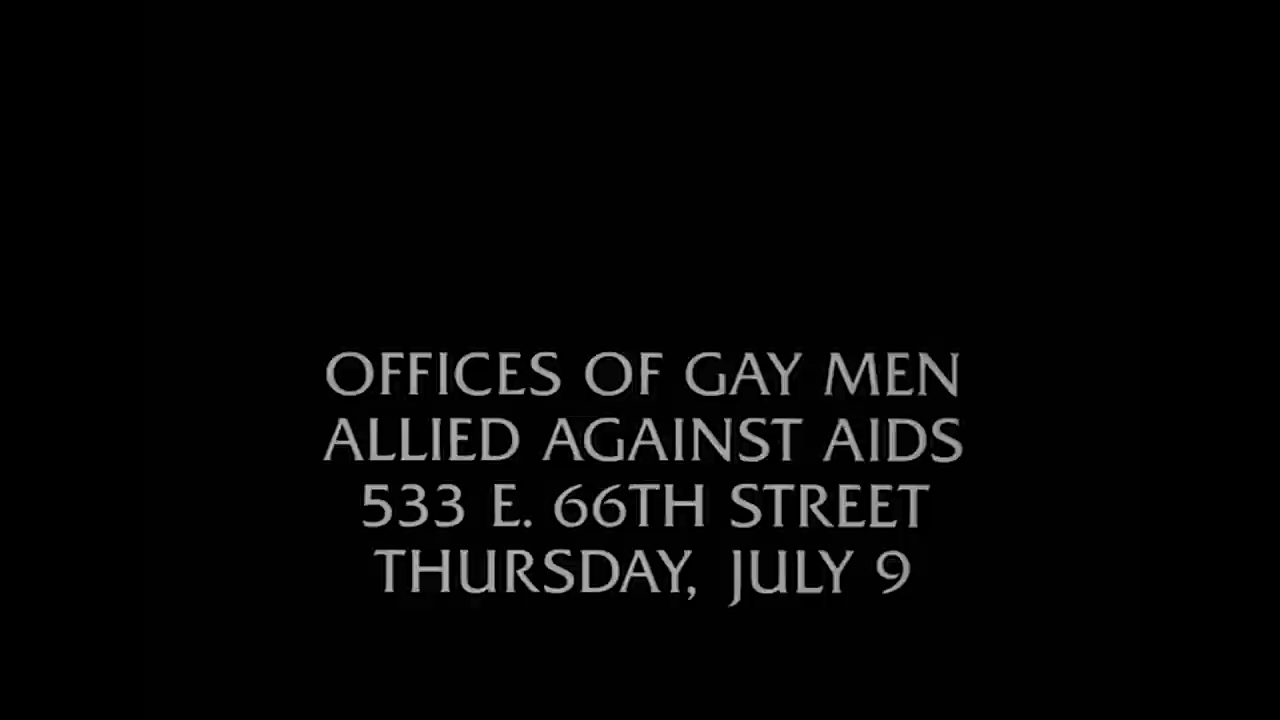 OFFICES OF GAY MEN
ALLIED AGAINST AIDS
533 E. 66TH STREET
THURSDAY, JULY 9